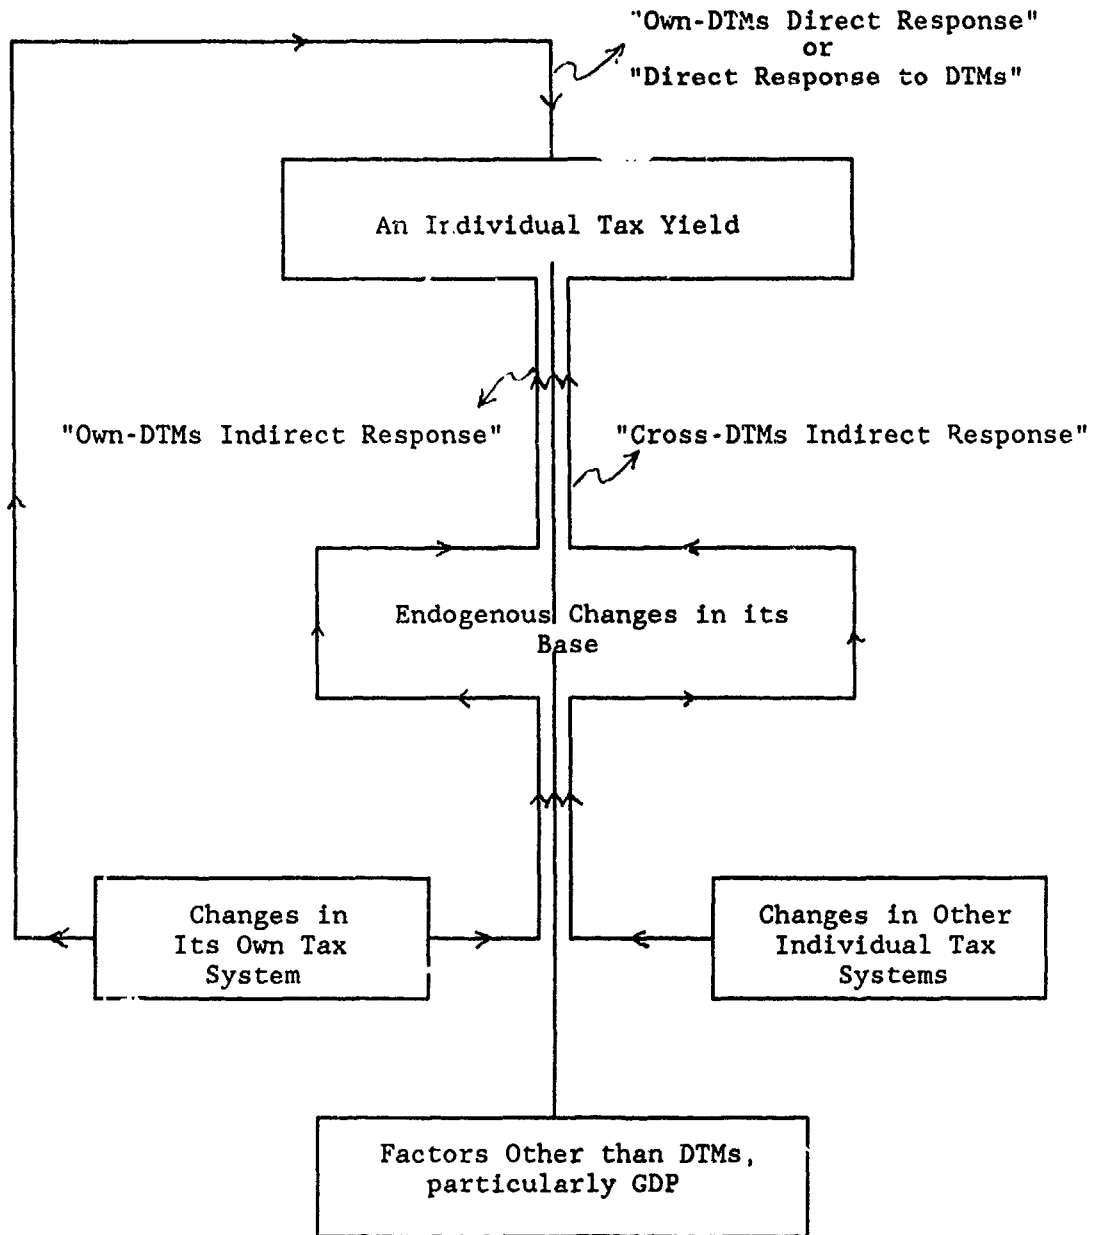 "Own-DTMs Direct Response"
or
"Direct Response to DTMs"
An Individual Tax Yield
"Own-DTMs Indirect Response"
"Cross-DTMs Indirect Response"
Endogenous Changes in its
Base
Changes in
Its Own Tax
System
Changes in Other
Individual Tax
Systems
Factors Other than DTMs,
particularly GDP